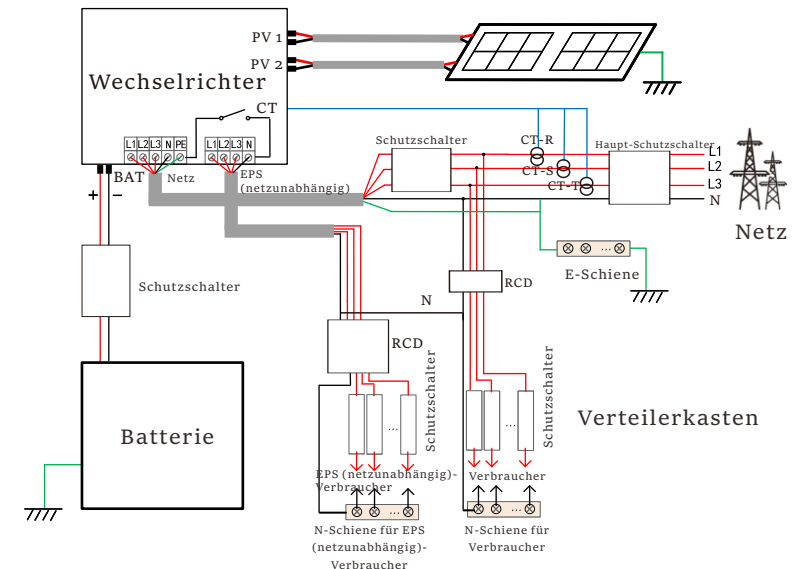 PV 1
PV 2
Wechselrichter
CT
L1 L2 L3 N PE
L1 L2 L3 N
BAT
Netz
EPS
(netzunabhängig)
+ −
Schutzschalter
CT-R
CT-S
CT-T
Haupt-Schutzschalter
L1
L2
L3
N
Netz
E-Schiene
...
Schutzschalter
RCD
N
RCD
Schutzschalter
Schutzschalter
...
...
Batterie
Verteilerkasten
EPS (netzunabhängig)-
Verbraucher
Verbraucher
...
...
N-Schiene für EPS
(netzunabhängig)-
Verbraucher
N-Schiene für
Verbraucher